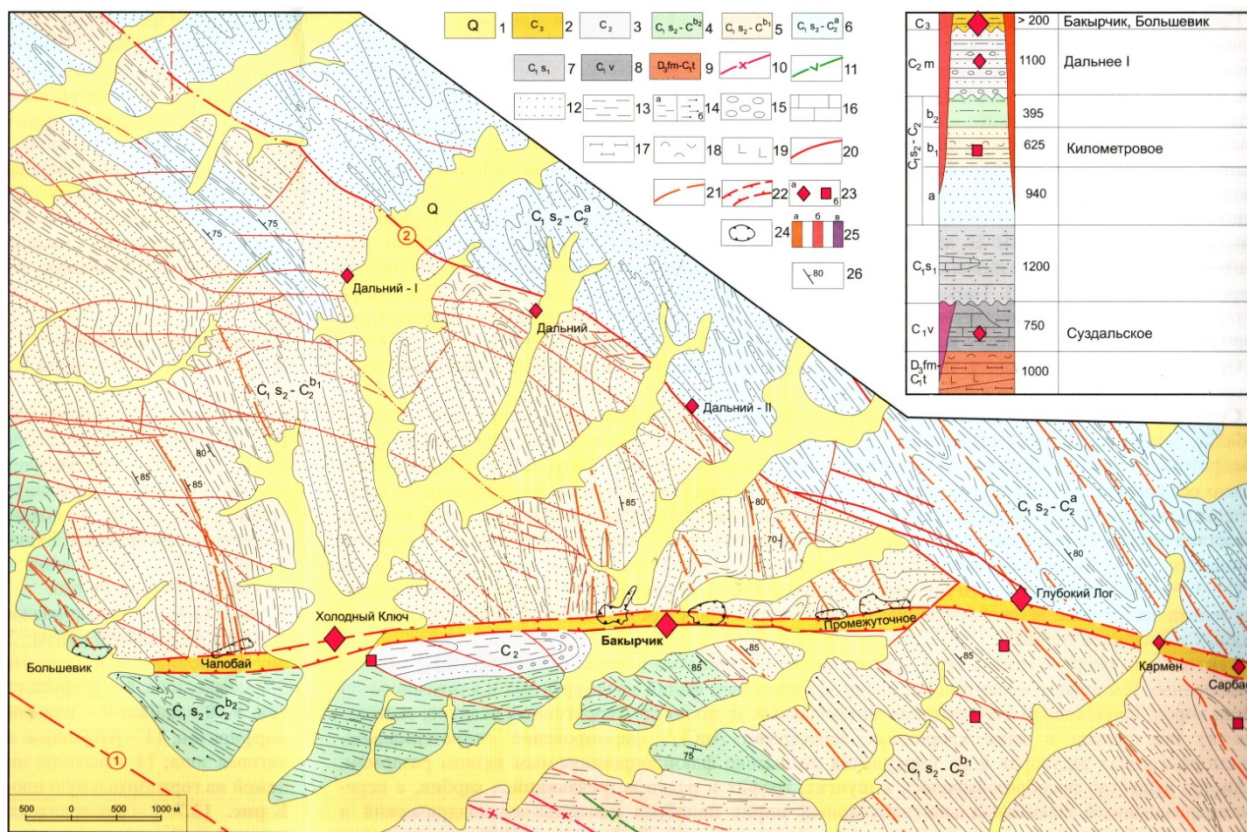 Q 1
C₃ 2
C₂ 3
C₁ s₂ - C₂ᵇ² 4
C₁ s₂ - C₂ᵇ¹ 5
C₁ s₂ - C₂ᵃ 6
C₁ s₁ 7
C₁ v 8
D₃fm-C₁t 9
10
11
12
13
а б 14
15
16
17
18
19
20
21
22
а б 23
24
а б в 25
80 26
C₃ > 200 Бакырчик, Большевик
C₂ m 1100 Дальнее I
C₁s₂ - C₂
b₂ 395
b₁ 625 Километровое
a 940
C₁s₁ 1200
C₁ v 750 Суздальское
D₃fm-
C₁t 1000
75
75
Q
C₁ s₂ - C₂ᵃ
2
Дальний - I
Дальний
C₁ s₂ - C₂ᵇ¹
Дальний - II
80
85
85
85
80
70
85
C₁ s₂ - C₂ᵃ
80
Глубокий Лог
Холодный Ключ
Бакырчик
Промежуточное
Большевик
Чалобай
C₂
Кармен
Сарбас
85
85
85
85
C₁ s₂ - C₂ᵇ²
75
C₁ s₂ - C₂ᵇ¹
1
500 0 500 1000 м